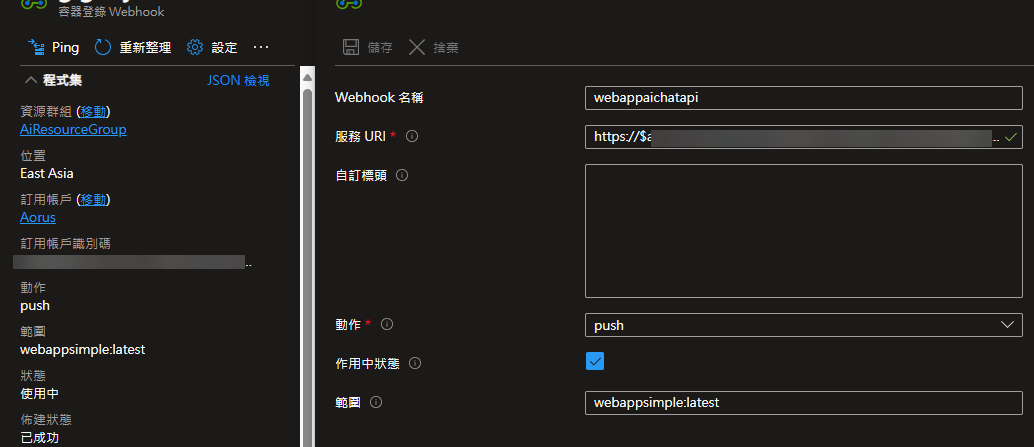 容器登錄 Webhook
Ping 重新整理 設定 ...
程式集 JSON 檢視
資源群組 (移動)
AiResourceGroup
位置
East Asia
訂用帳戶 (移動)
Aorus
訂用帳戶識別碼
..
動作
push
範圍
webappsimple:latest
狀態
使用中
佈建狀態
已成功
儲存 捨棄
Webhook 名稱 webappaichatapi
服務 URI * https://$a ..
自訂標頭
動作 * push
作用中狀態
範圍 webappsimple:latest